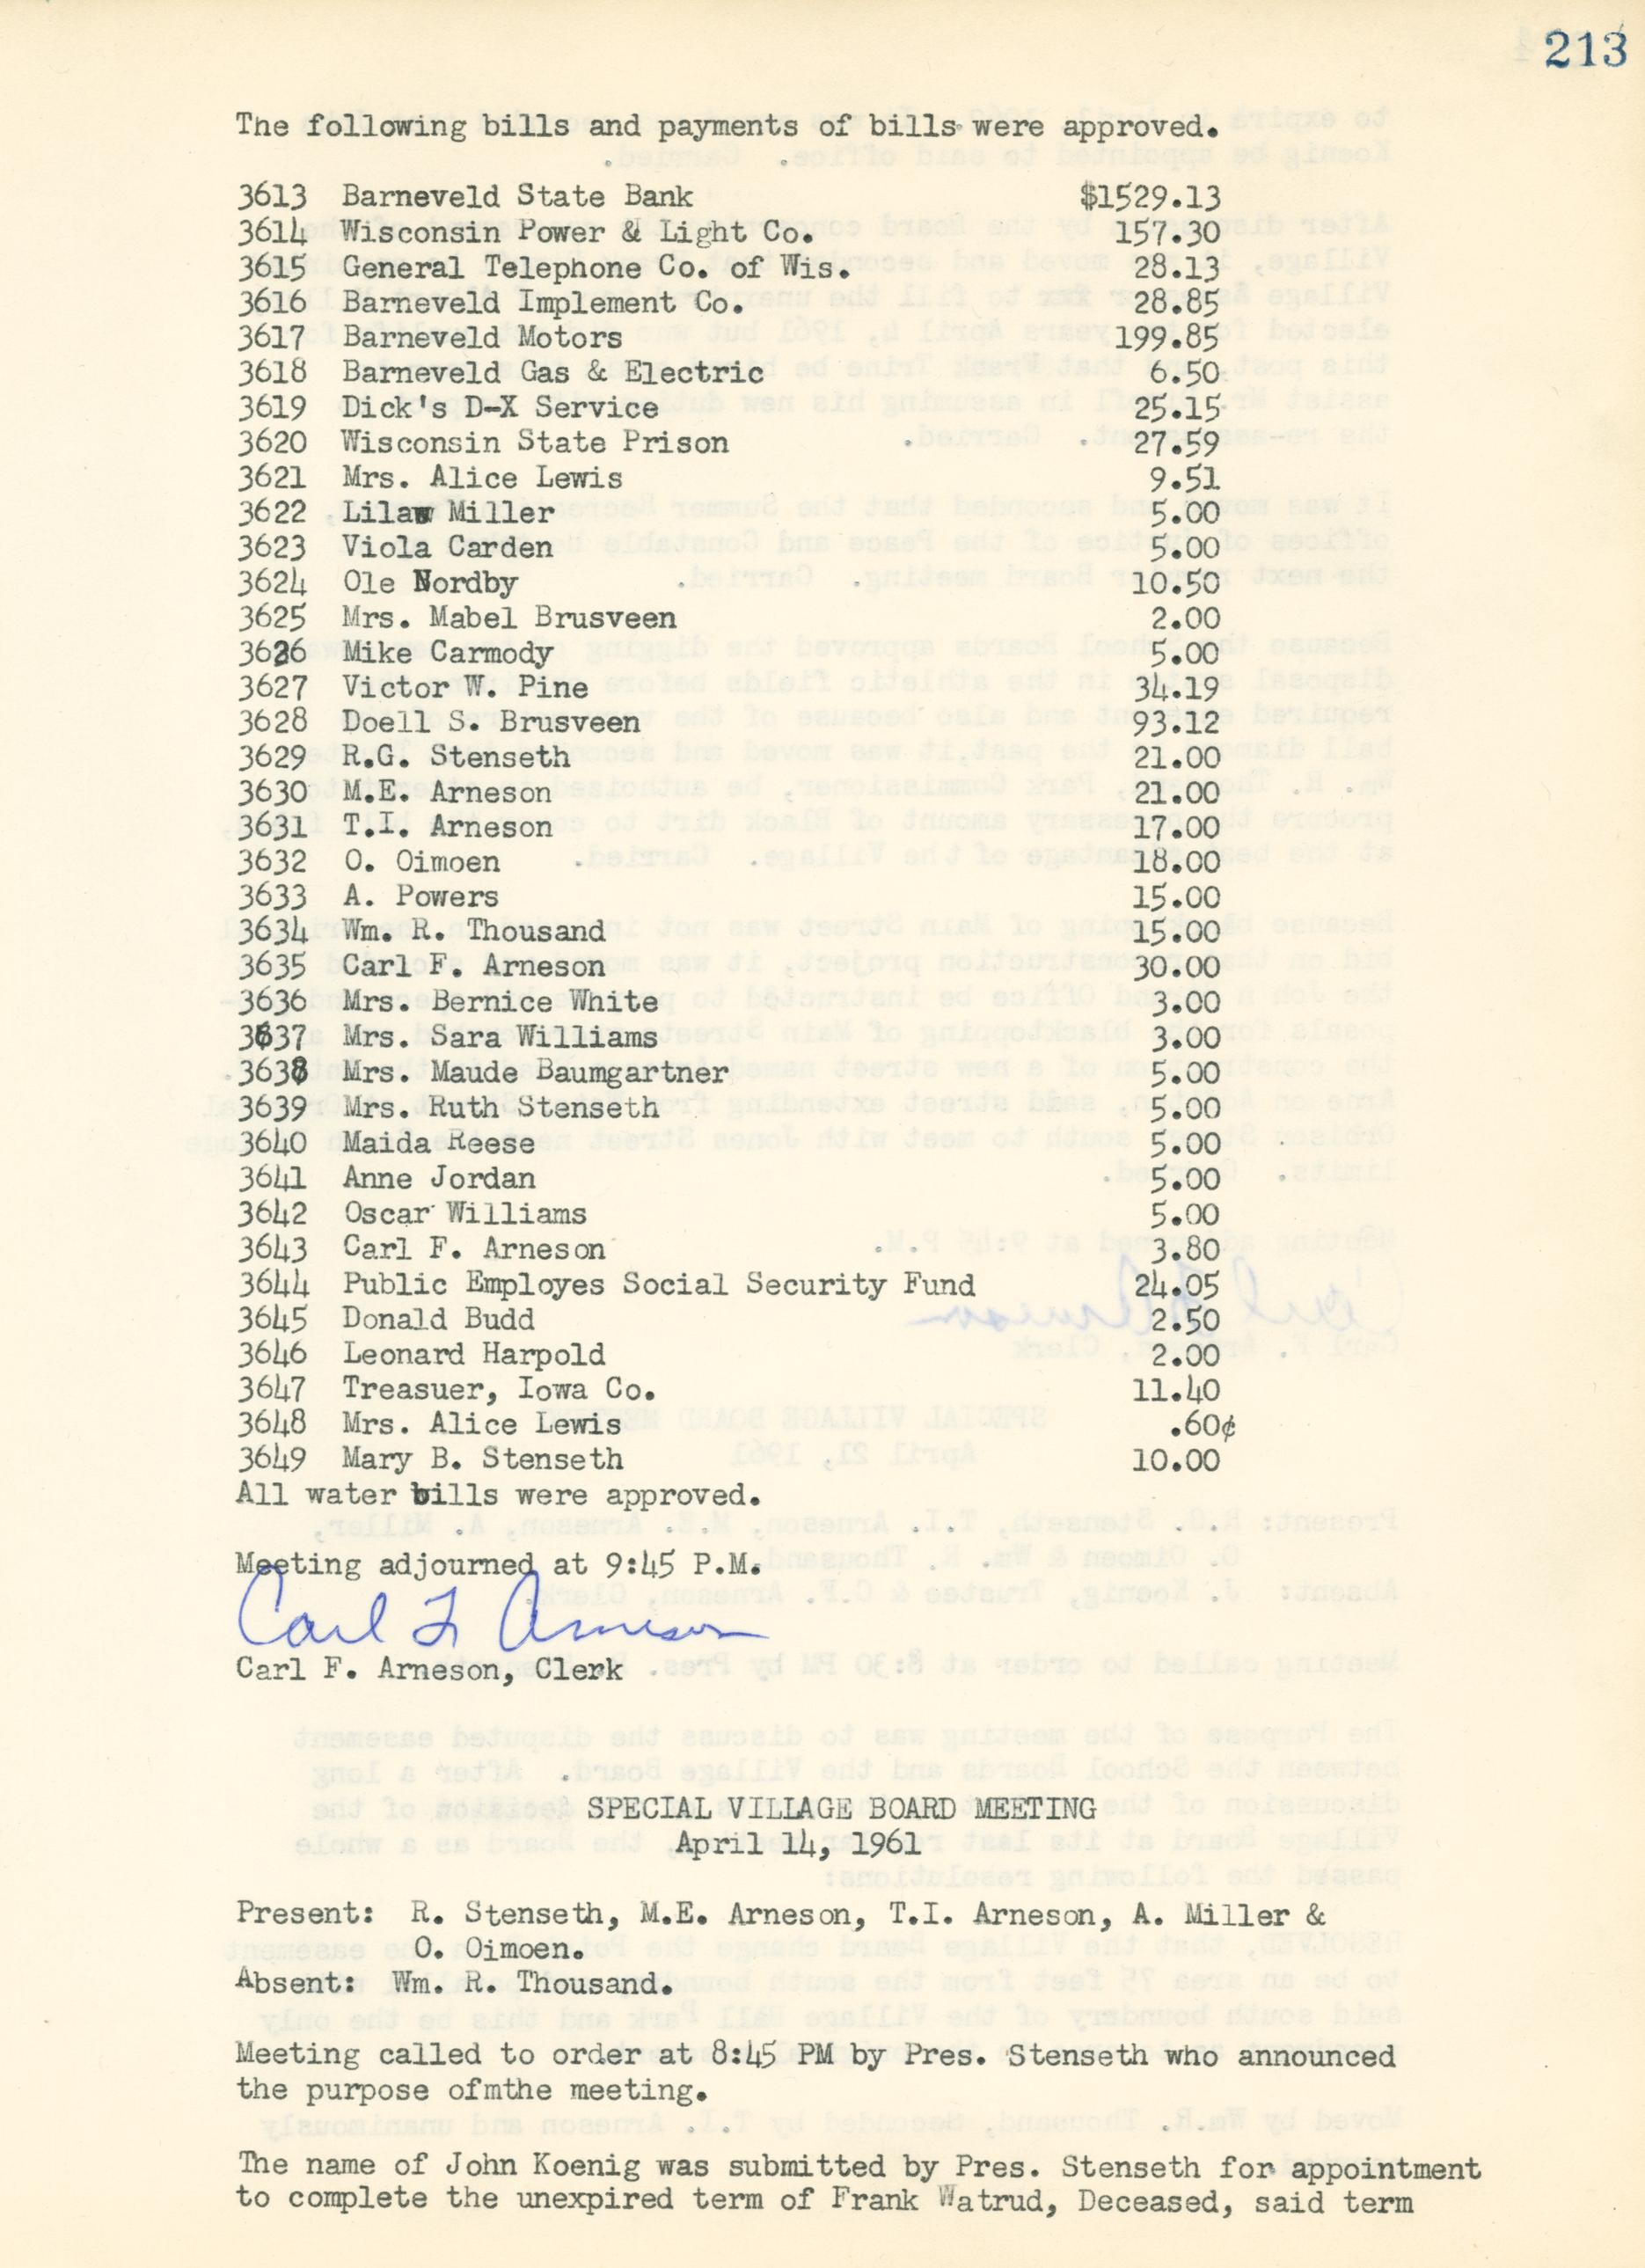 213
The following bills and payments of bills were approved.
3613 Barneveld State Bank $1529.13
3614 Wisconsin Power & Light Co. 157.30
3615 General Telephone Co. of Wis. 28.13
3616 Barneveld Implement Co. 28.85
3617 Barneveld Motors 199.85
3618 Barneveld Gas & Electric 6.50
3619 Dick's D-X Service 25.15
3620 Wisconsin State Prison 27.59
3621 Mrs. Alice Lewis 9.51
3622 Lilaw Miller 5.00
3623 Viola Carden 5.00
3624 Ole Nordby 10.50
3625 Mrs. Mabel Brusveen 2.00
3626 Mike Carmody 5.00
3627 Victor W. Pine 34.19
3628 Doell S. Brusveen 93.12
3629 R.G. Stenseth 21.00
3630 M.E. Arneson 21.00
3631 T.I. Arneson 17.00
3632 O. Oimoen 18.00
3633 A. Powers 15.00
3634 Wm. R. Thousand 15.00
3635 Carl F. Arneson 30.00
3636 Mrs. Bernice White 3.00
3637 Mrs. Sara Williams 3.00
3638 Mrs. Maude Baumgartner 5.00
3639 Mrs. Ruth Stenseth 5.00
3640 Maida Reese 5.00
3641 Anne Jordan 5.00
3642 Oscar Williams 5.00
3643 Carl F. Arneson 3.80
3644 Public Employes Social Security Fund 24.05
3645 Donald Budd 2.50
3646 Leonard Harpold 2.00
3647 Treasuer, Iowa Co. 11.40
3648 Mrs. Alice Lewis .60¢
3649 Mary B. Stenseth 10.00
All water bills were approved.
Meeting adjourned at 9:45 P.M.
Carl F Arneson
Carl F. Arneson, Clerk
SPECIAL VILLAGE BOARD MEETING
April 14, 1961
Present: R. Stenseth, M.E. Arneson, T.I. Arneson, A. Miller &
O. Oimoen.
Absent: Wm. R. Thousand.
Meeting called to order at 8:45 PM by Pres. Stenseth who announced
the purpose ofmthe meeting.
The name of John Koenig was submitted by Pres. Stenseth for appointment
to complete the unexpired term of Frank Watrud, Deceased, said term